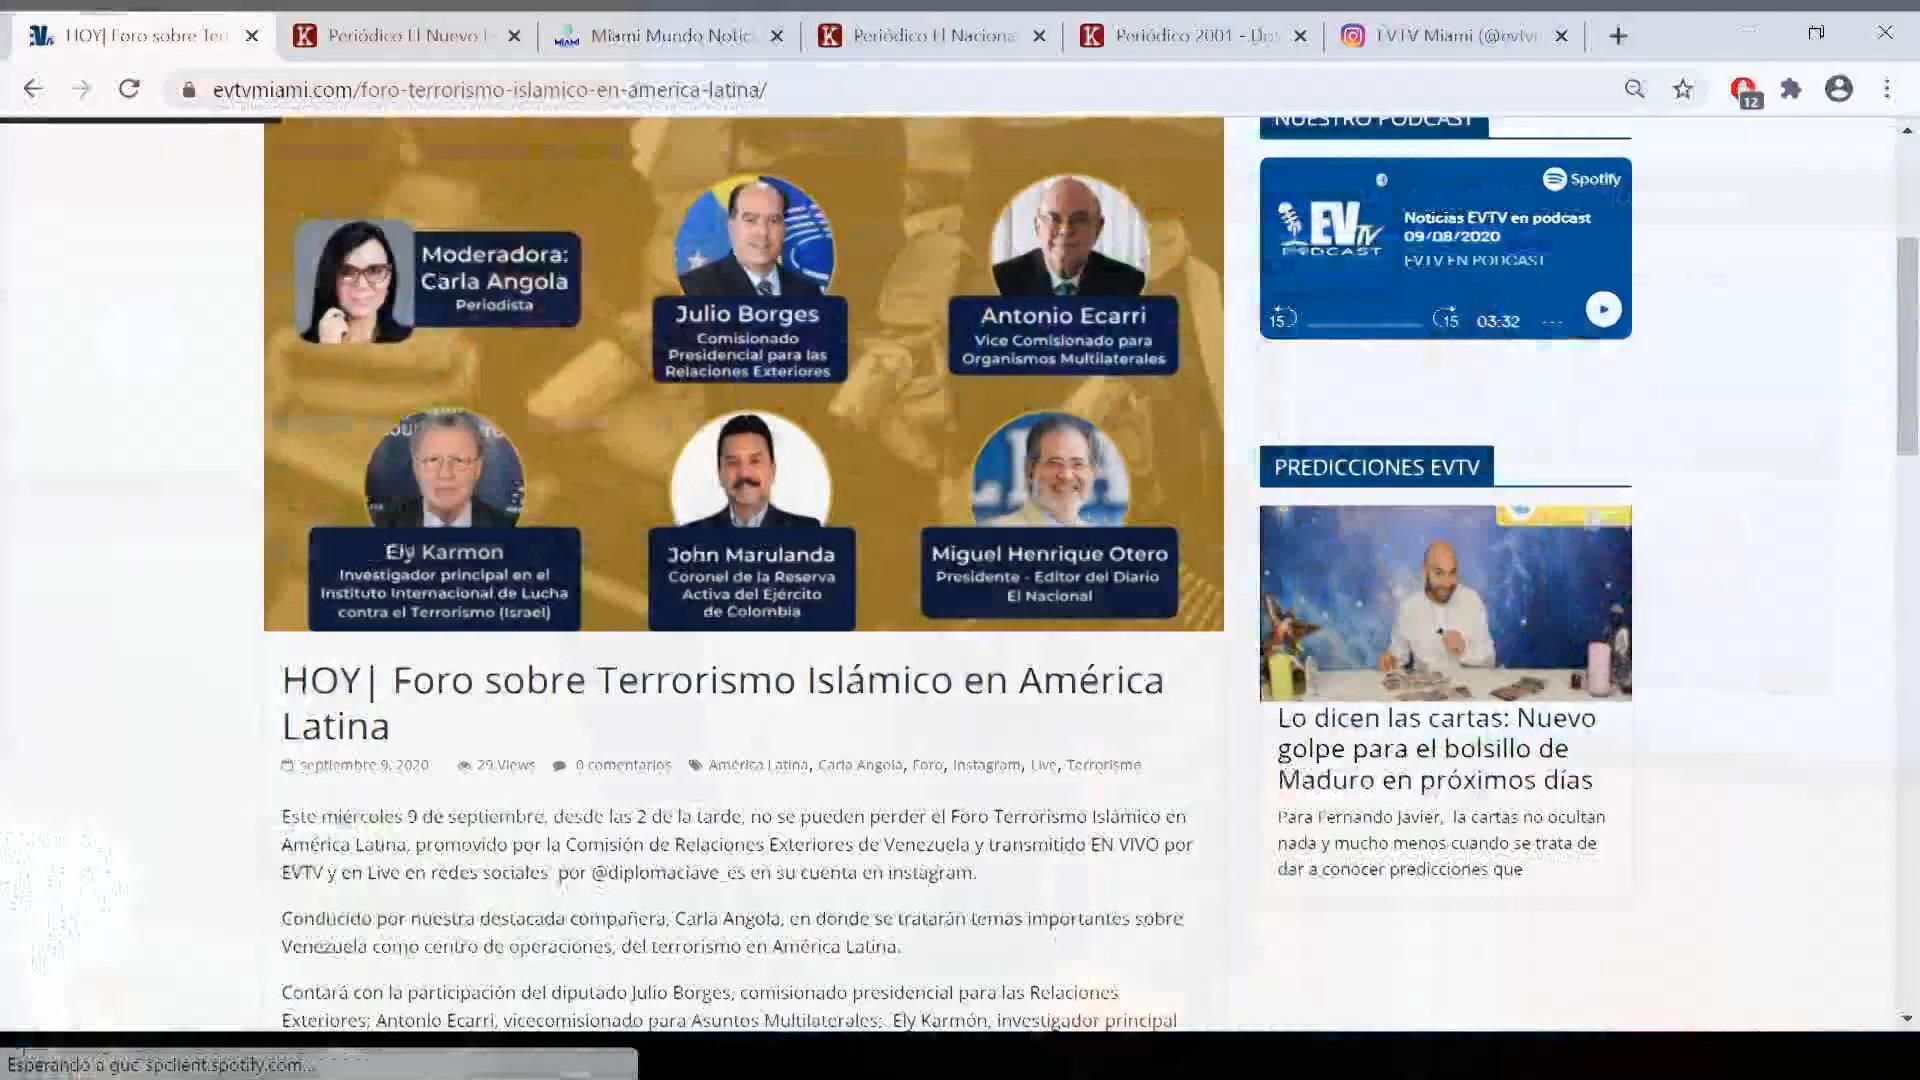 HOY| Foro sobre Ter
Periódico El Nuevo
Miami Mundo Notic
Periódico El Naciona
Periódico 2001 - Do
EVTV Miami (@evtv
evtvmiami.com/foro-terrorismo-islamico-en-america-latina/
12
NUESTRO PODCAST
Spotify
EVTV
PODCAST
Noticias EVTV en podcast
09/08/2020
EVTV EN PODCAST
15
15
03:32
Moderadora:
Carla Angola
Periodista
Julio Borges
Comisionado
Presidencial para las
Relaciones Exteriores
Antonio Ecarri
Vice Comisionado para
Organismos Multilaterales
Ely Karmon
Investigador principal en el
Instituto Internacional de Lucha
contra el Terrorismo (Israel)
John Marulanda
Coronel de la Reserva
Activa del Ejército
de Colombia
Miguel Henrique Otero
Presidente - Editor del Diario
El Nacional
HOY| Foro sobre Terrorismo Islámico en América
Latina
septiembre 9, 2020 29 Views 0 comentarios América Latina, Carla Angola, Foro, Instagram, Live, Terrorismo
Este miércoles 9 de septiembre, desde las 2 de la tarde, no se pueden perder el Foro Terrorismo Islámico en
América Latina, promovido por la Comisión de Relaciones Exteriores de Venezuela y transmitido EN VIVO por
EVTV y en Live en redes sociales por @diplomaciave_es en su cuenta en instagram.
Conducido por nuestra destacada compañera, Carla Angola, en donde se tratarán temas importantes sobre
Venezuela como centro de operaciones, del terrorismo en América Latina.
Contará con la participación del diputado Julio Borges, comisionado presidencial para las Relaciones
Exteriores; Antonio Ecarri, vicecomisionado para Asuntos Multilaterales; Ely Karmón, investigador principal
PREDICCIONES EVTV
Lo dicen las cartas: Nuevo
golpe para el bolsillo de
Maduro en próximos días
Para Fernando Javier, la cartas no ocultan
nada y mucho menos cuando se trata de
dar a conocer predicciones que
Esperando a que spclient.spotify.com...